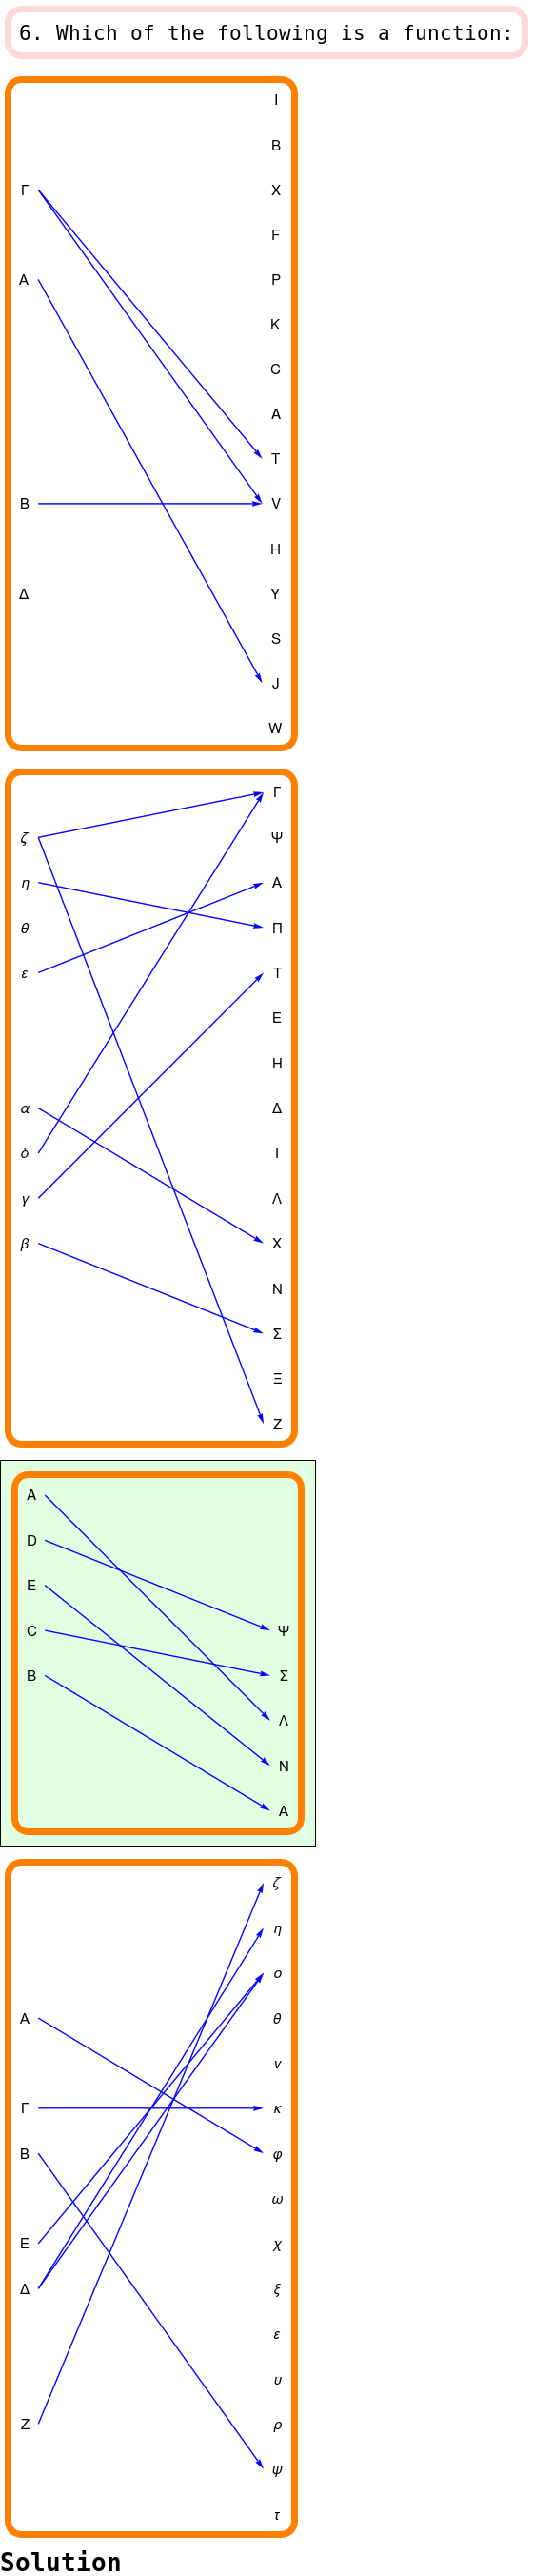 6. Which of the following is a function:
I
B
Γ X
F
A P
K
C
A
T
B V
H
Δ Y
S
J
W
Γ
ζ Ψ
η A
θ Π
ε T
E
H
α Δ
δ I
γ Λ
β X
N
Σ
Ξ
Z
A
D
E
C Ψ
B Σ
Λ
N
A
ζ
η
ο
A θ
ν
Γ κ
B φ
ω
E χ
Δ ξ
ε
υ
Z ρ
ψ
τ
Solution